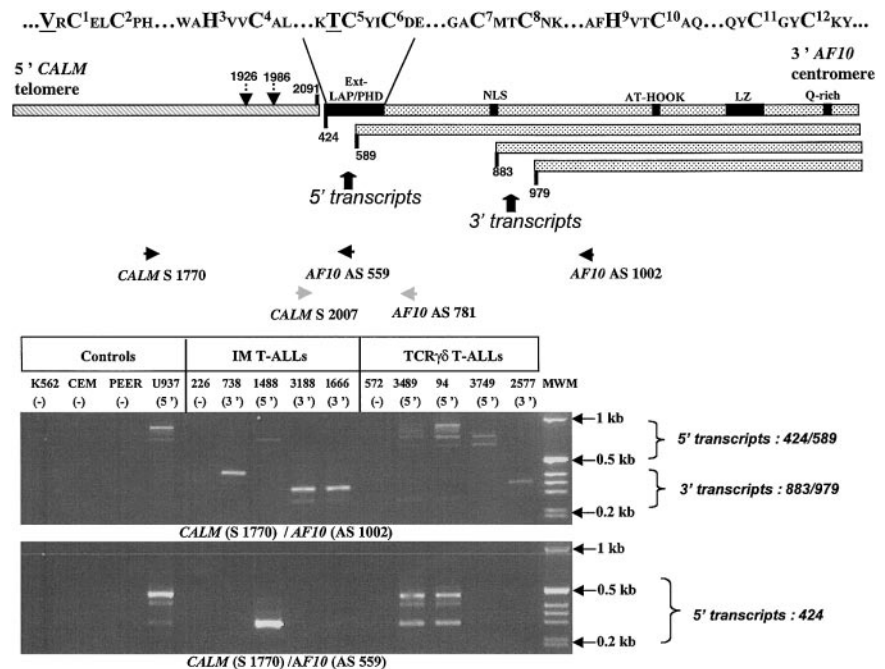 ...VRC¹ELC²PH...WAH³VVC⁴AL...KTC⁵YIC⁶DE...GAC⁷MTC⁸NK...AFH⁹VTC¹⁰AQ...QYC¹¹GYC¹²KY...
5 ’ CALM
telomere
1926 1986 2091
Ext-
LAP/PHD
NLS
AT-HOOK
LZ
Q-rich
3 ’ AF10
centromere
424
589
883
979
5’ transcripts
3’ transcripts
CALM S 1770
AF10 AS 559
AF10 AS 1002
CALM S 2007
AF10 AS 781
Controls IM T-ALLs TCRγδ T-ALLs
K562 CEM PEER U937 226 738 1488 3188 1666 572 3489 94 3749 2577 MWM
(-) (-) (-) (5 ’) (-) (3 ’) (5 ’) (3 ’) (3 ’) (-) (5 ’) (5 ’) (5 ’) (3 ’)
1 kb
5’ transcripts : 424/589
0.5 kb
3’ transcripts : 883/979
0.2 kb
CALM (S 1770) / AF10 (AS 1002)
1 kb
0.5 kb
5’ transcripts : 424
0.2 kb
CALM (S 1770) /AF10 (AS 559)